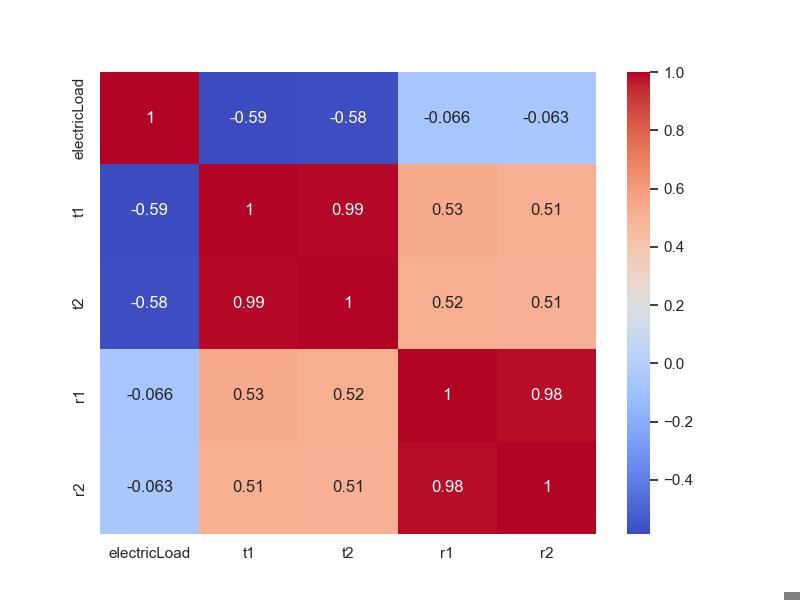 electricLoad 1 -0.59 -0.58 -0.066 -0.063
t1 -0.59 1 0.99 0.53 0.51
t2 -0.58 0.99 1 0.52 0.51
r1 -0.066 0.53 0.52 1 0.98
r2 -0.063 0.51 0.51 0.98 1
electricLoad t1 t2 r1 r2
1.0
0.8
0.6
0.4
0.2
0.0
−0.2
−0.4